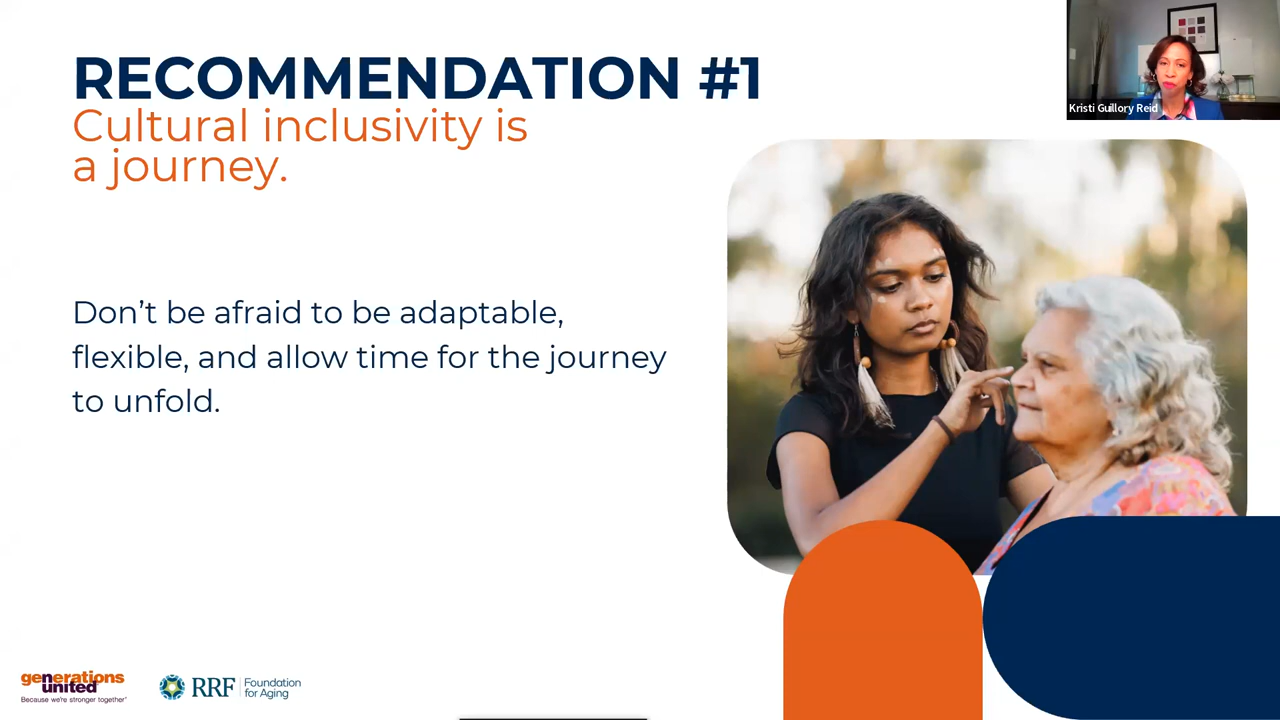 RECOMMENDATION #1
Cultural inclusivity is
a journey.
Kristi Guillory Reid
Don't be afraid to be adaptable,
flexible, and allow time for the journey
to unfold.
generations
united
Because we're stronger together®
RRF Foundation
for Aging